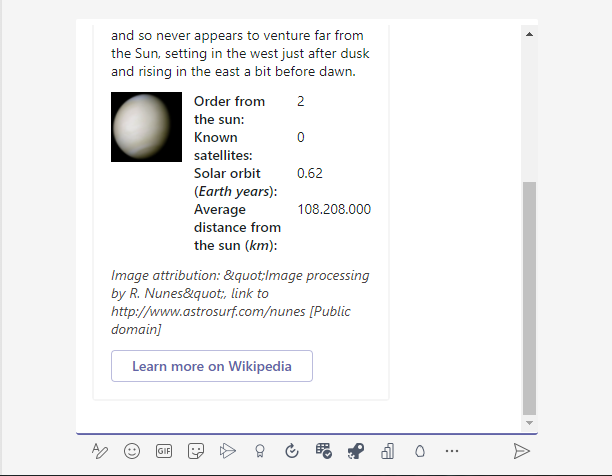 and so never appears to venture far from
the Sun, setting in the west just after dusk
and rising in the east a bit before dawn.
Order from 2
the sun:
Known 0
satellites:
Solar orbit 0.62
(Earth years):
Average 108.208.000
distance from
the sun (km):
Image attribution: &quot;Image processing
by R. Nunes&quot;, link to
http://www.astrosurf.com/nunes [Public
domain]
Learn more on Wikipedia
GIF